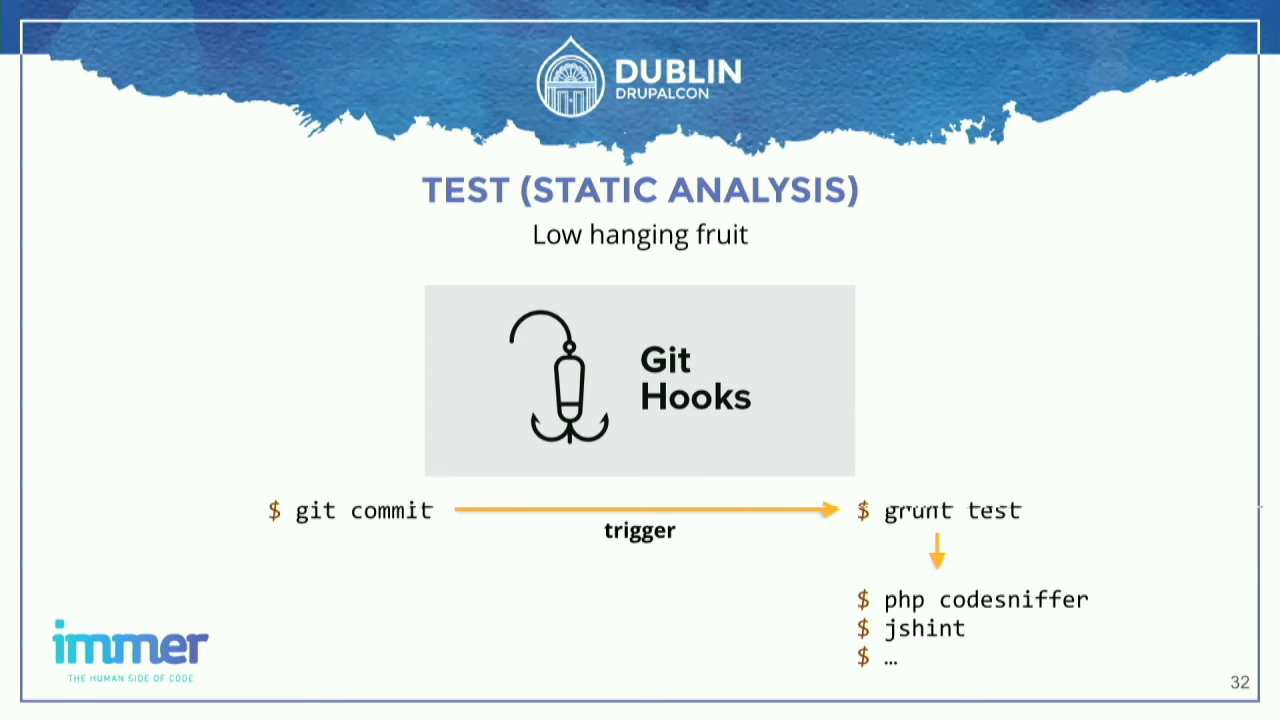 DUBLIN
DRUPALCON
TEST (STATIC ANALYSIS)
Low hanging fruit
Git
Hooks
$ git commit
trigger
$ grunt test
$ php codesniffer
$ jshint
$ …
immer
THE HUMAN SIDE OF CODE
32